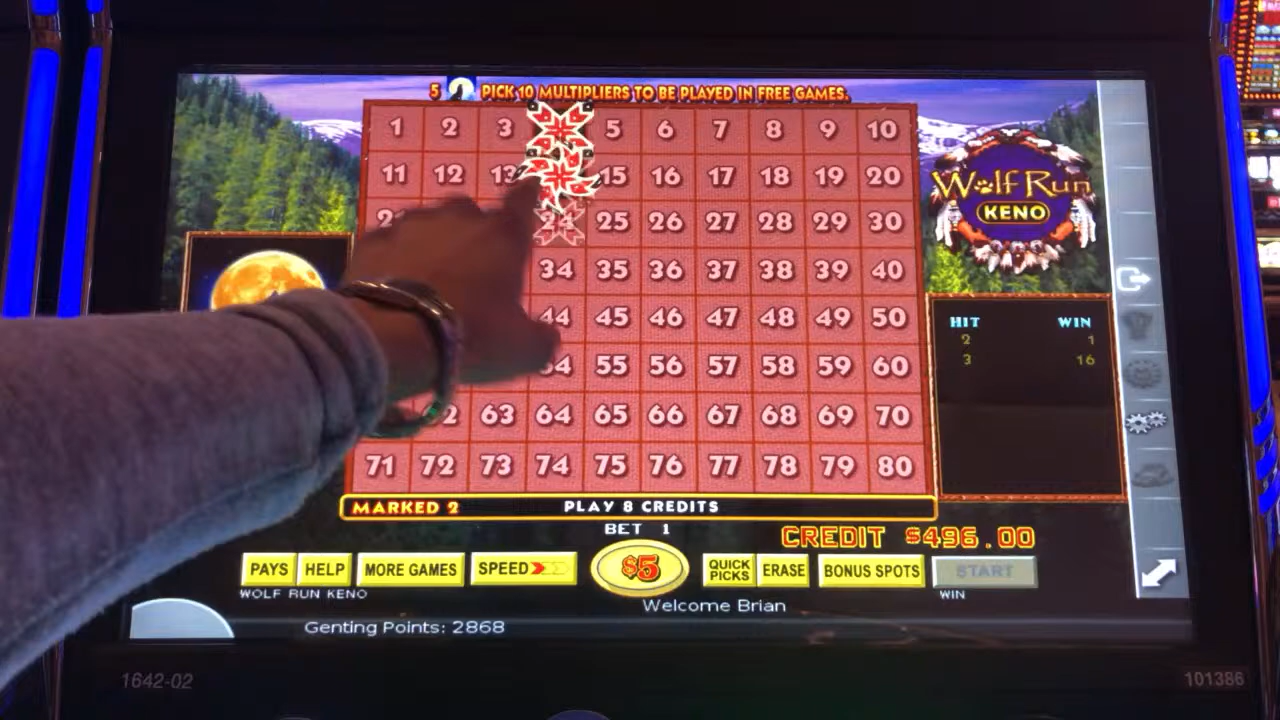 5 PICK 10 MULTIPLIERS TO BE PLAYED IN FREE GAMES.
1 2 3 5 6 7 8 9 10
11 12 13 15 16 17 18 19 20
24 25 26 27 28 29 30
34 35 36 37 38 39 40
44 45 46 47 48 49 50
55 56 57 58 59 60
63 64 65 66 67 68 69 70
71 72 73 74 75 76 77 78 79 80
Wolf Run
KENO
HIT WIN
2 1
3 16
MARKED 2 PLAY 8 CREDITS
BET 1
CREDIT $496.00
PAYS HELP MORE GAMES SPEED $5 QUICK PICKS ERASE BONUS SPOTS START
WOLF RUN KENO WIN
Welcome Brian
Genting Points: 2868
1642-02 101386